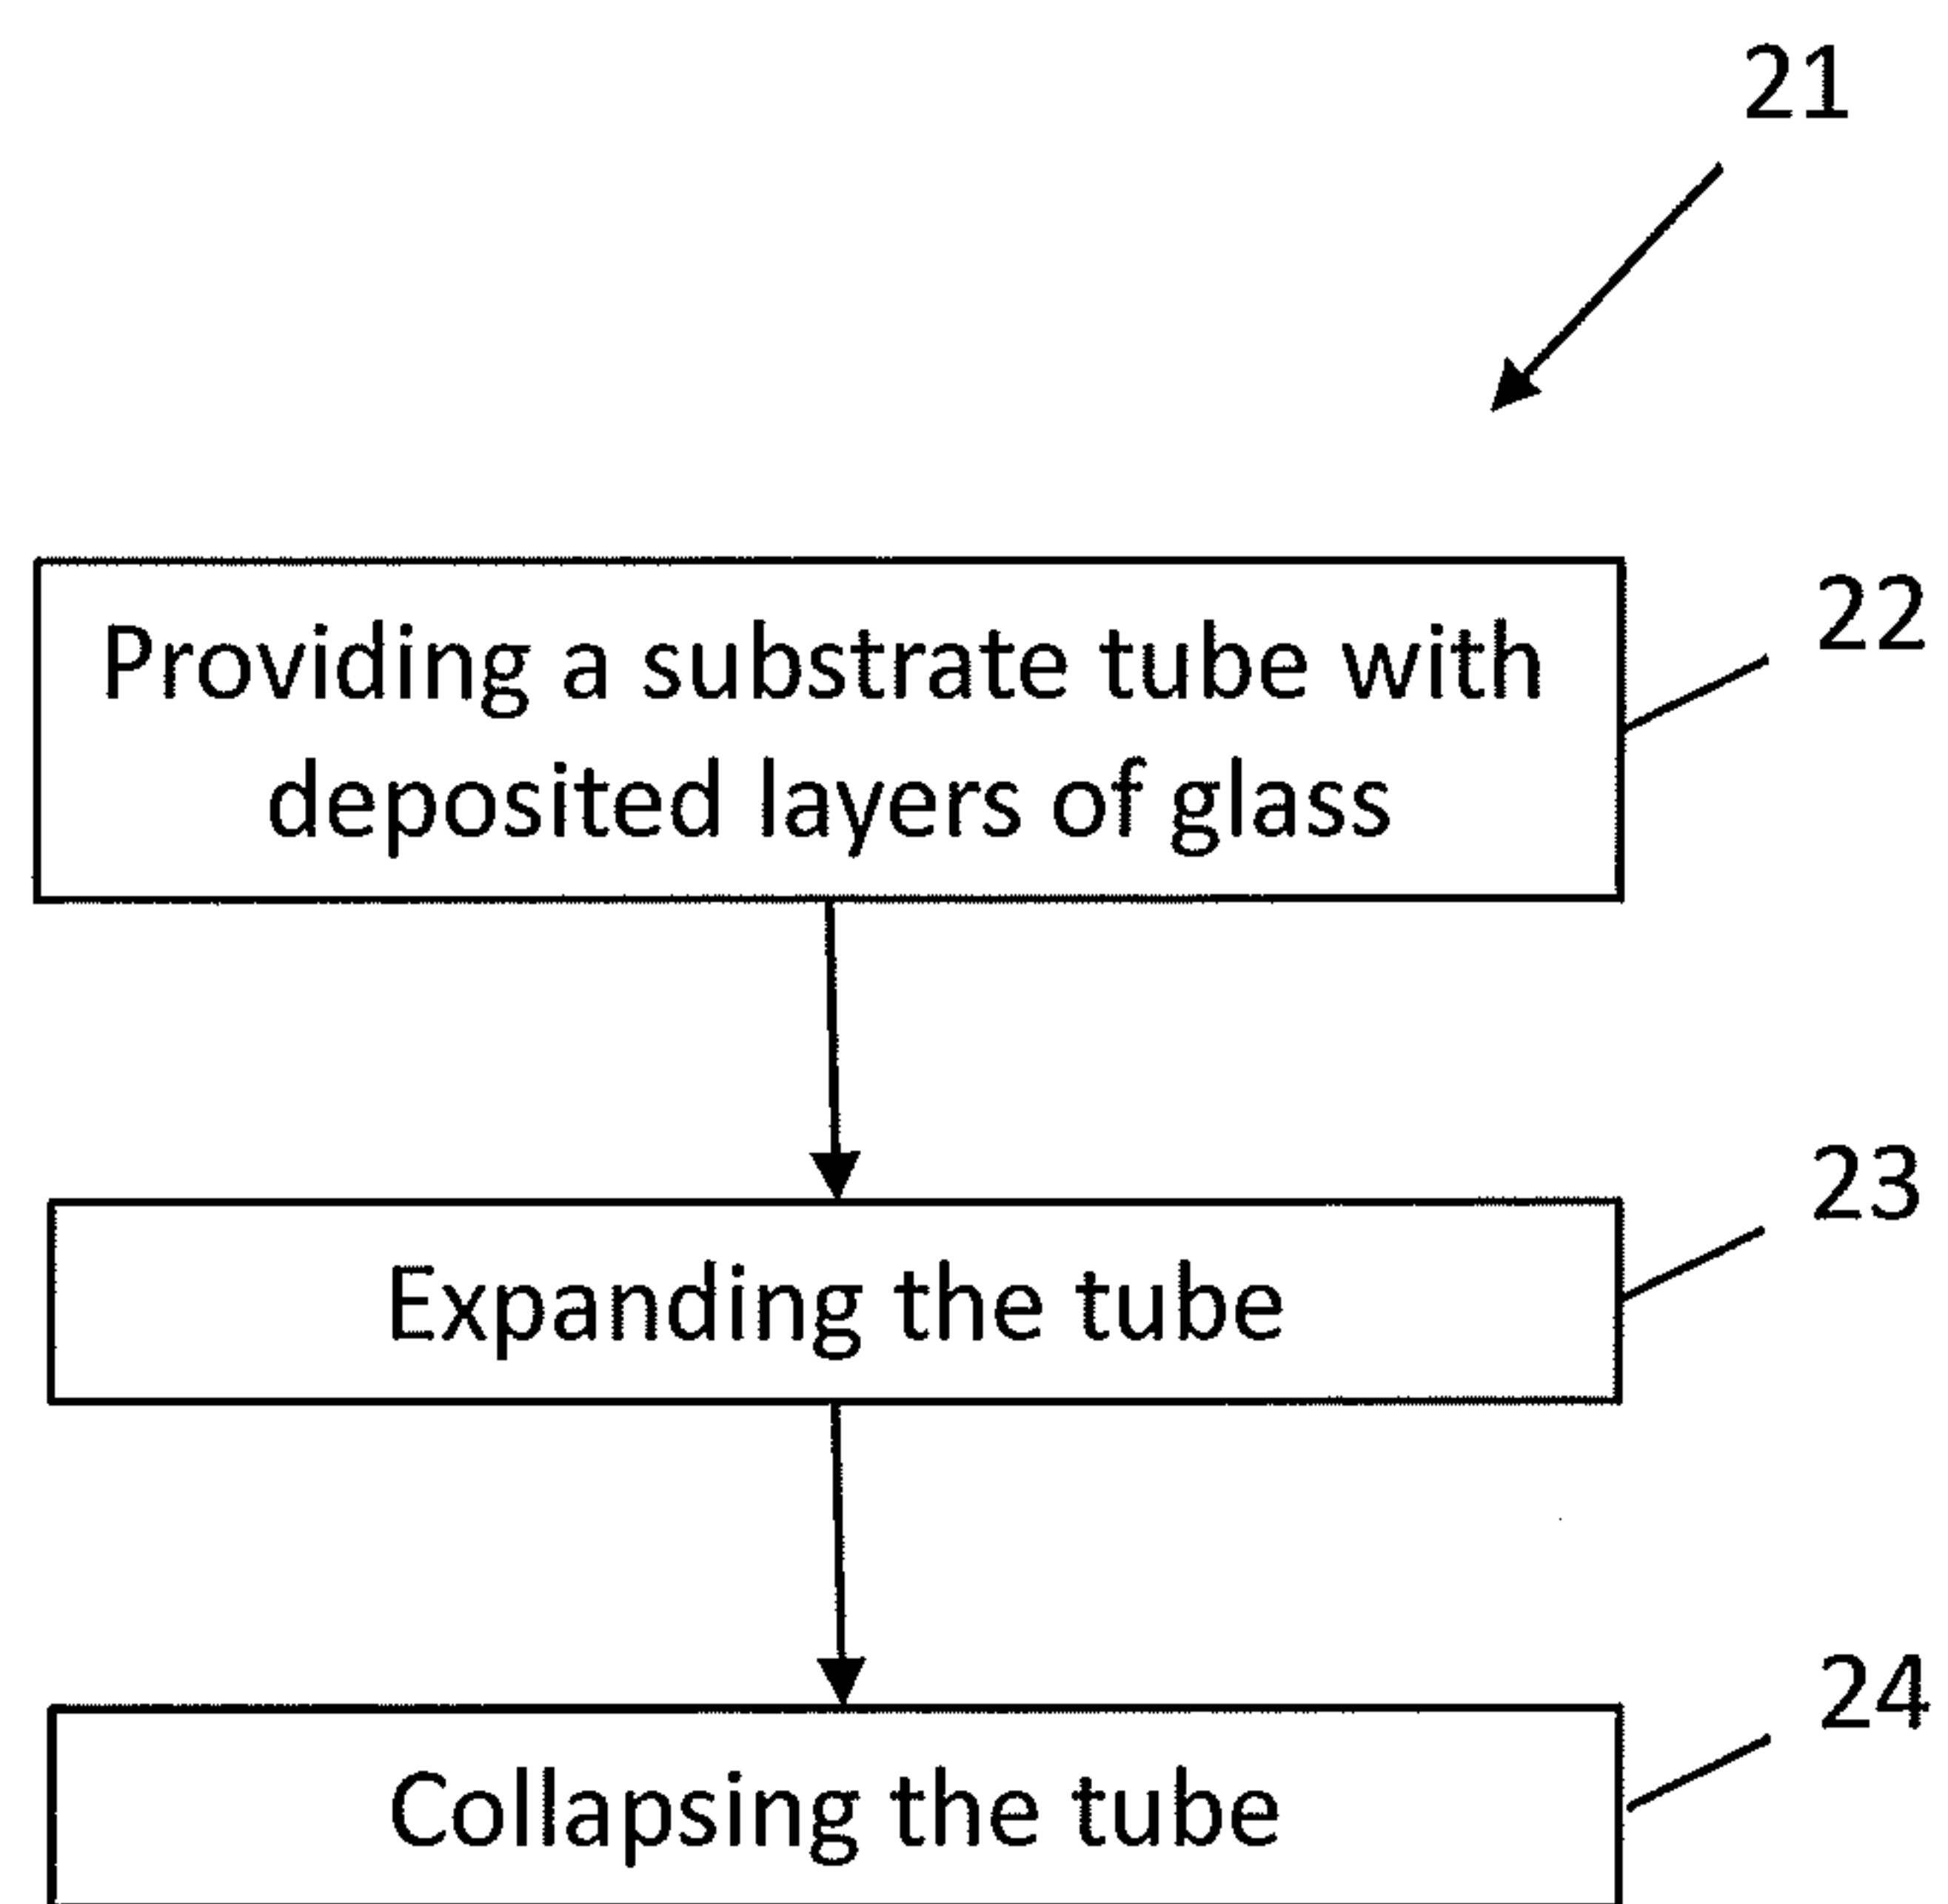 21
Providing a substrate tube with
deposited layers of glass
22
Expanding the tube
23
Collapsing the tube
24